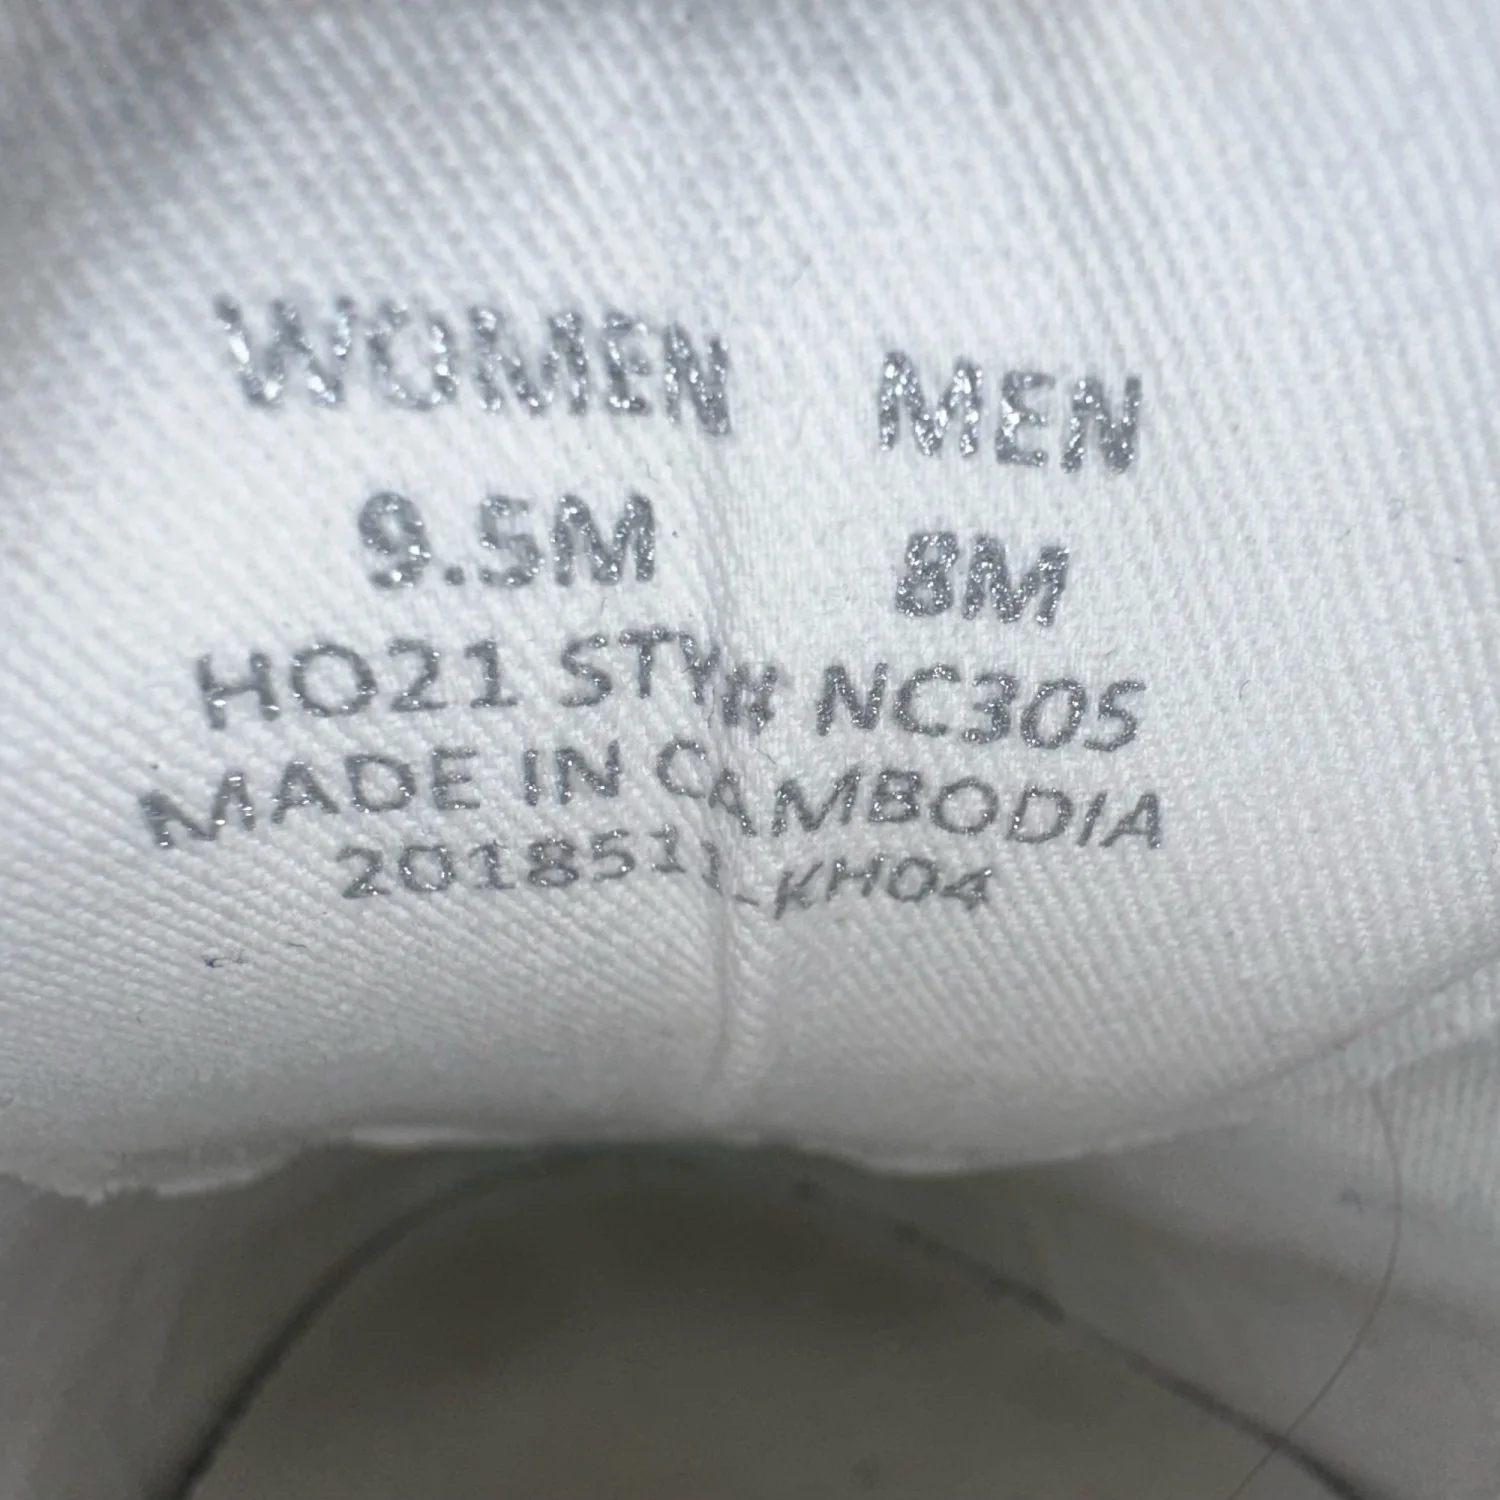 WOMEN MEN
9.5M 8M
HO21 STY# NC305
MADE IN CAMBODIA
2018511_KH04